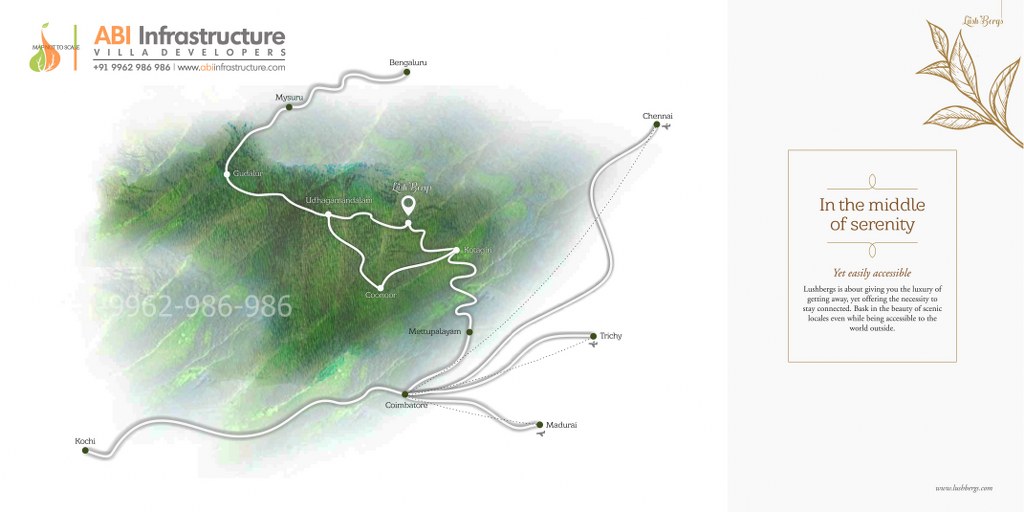 MAP NOT TO SCALE
ABI Infrastructure
VILLA DEVELOPERS
+91 9962 986 986 | www.abiinfrastructure.com
Lush Bergs
Bengaluru
Mysuru
Chennai
Gudalur
Lush Bergs
Udhagamandalam
Kotagiri
Coonoor
9962-986-986
Mettupalayam
Trichy
Coimbatore
Madurai
Kochi
In the middle
of serenity
Yet easily accessible
Lushbergs is about giving you the luxury of
getting away, yet offering the necessity to
stay connected. Bask in the beauty of scenic
locales even while being accessible to the
world outside.
www.lushbergs.com